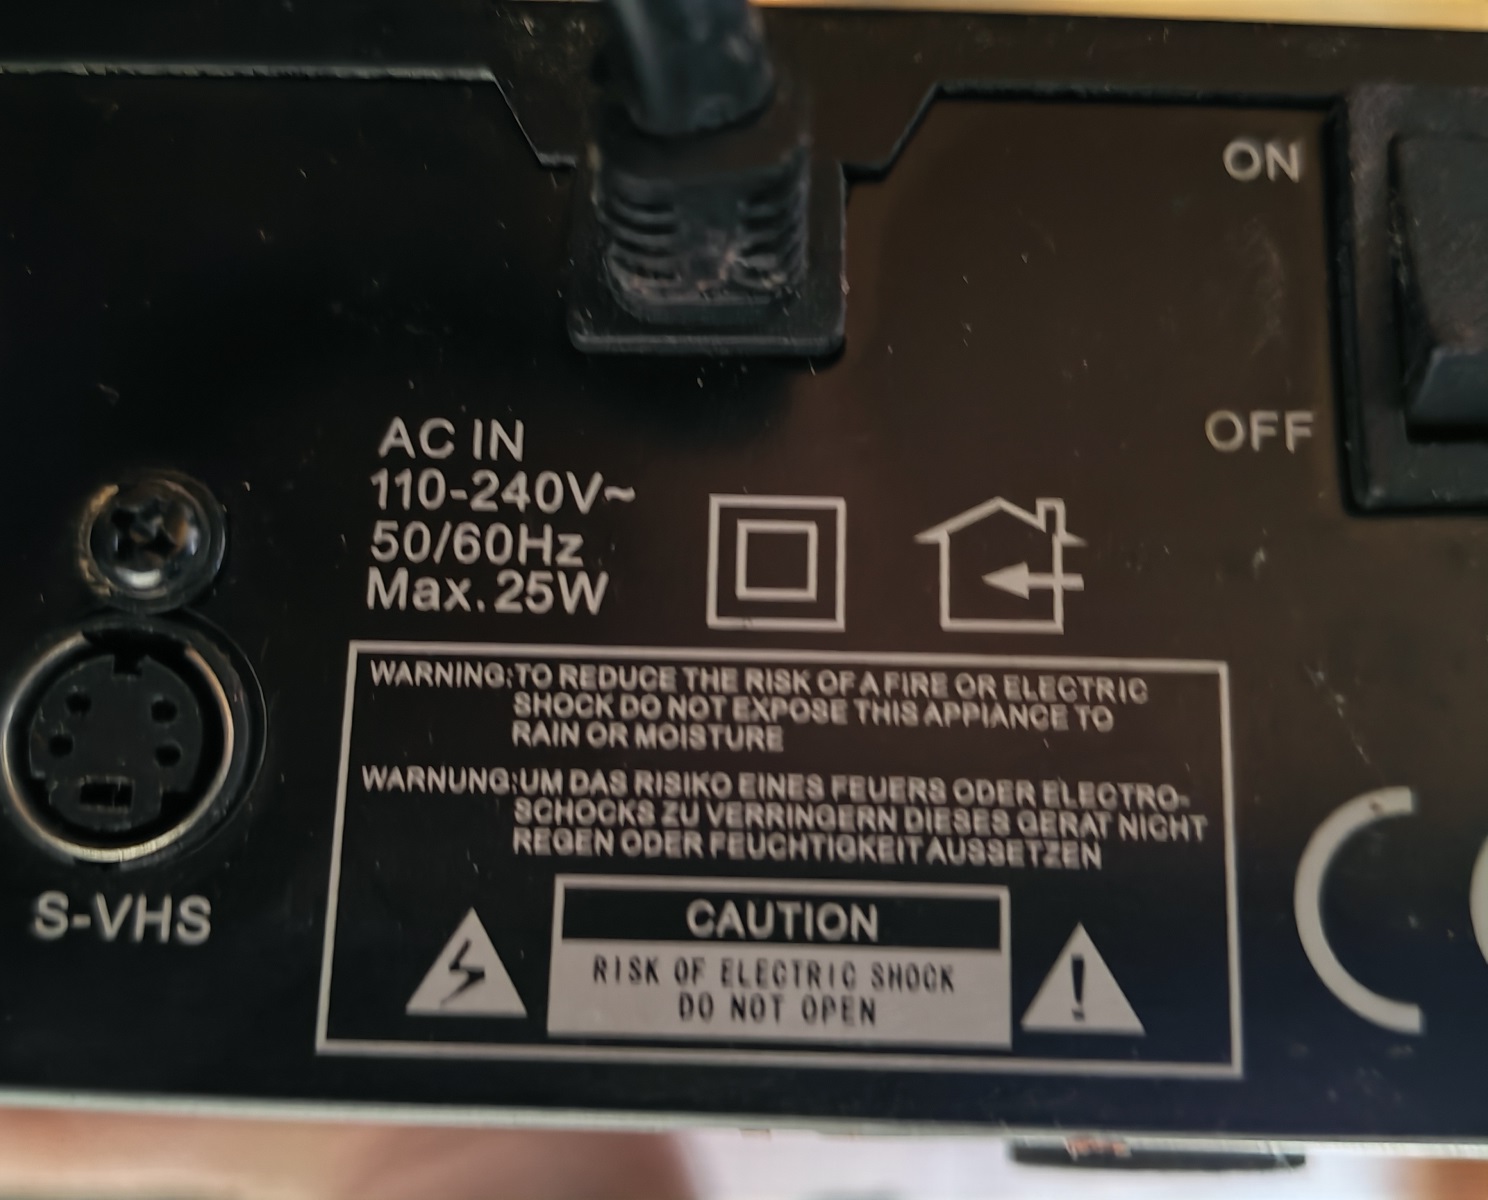 ON
OFF
AC IN
110-240V~
50/60Hz
Max. 25W
WARNING: TO REDUCE THE RISK OF A FIRE OR ELECTRIC
SHOCK DO NOT EXPOSE THIS APPIANCE TO
RAIN OR MOISTURE
WARNUNG: UM DAS RISIKO EINES FEUERS ODER ELECTRO-
SCHOCKS ZU VERRINGERN DIESES GERAT NICHT
REGEN ODER FEUCHTIGKEIT AUSSETZEN
S-VHS
CAUTION
RISK OF ELECTRIC SHOCK
DO NOT OPEN
C